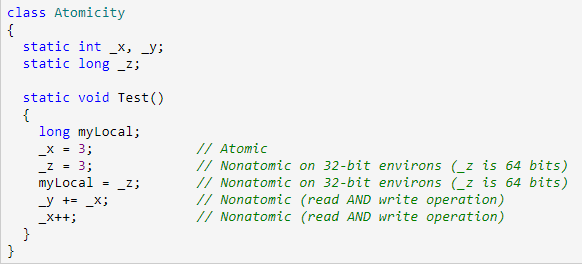 class Atomicity
{
static int _x, _y;
static long _z;
static void Test()
{
long myLocal;
_x = 3; // Atomic
_z = 3; // Nonatomic on 32-bit environs (_z is 64 bits)
myLocal = _z; // Nonatomic on 32-bit environs (_z is 64 bits)
_y += _x; // Nonatomic (read AND write operation)
_x++; // Nonatomic (read AND write operation)
}
}